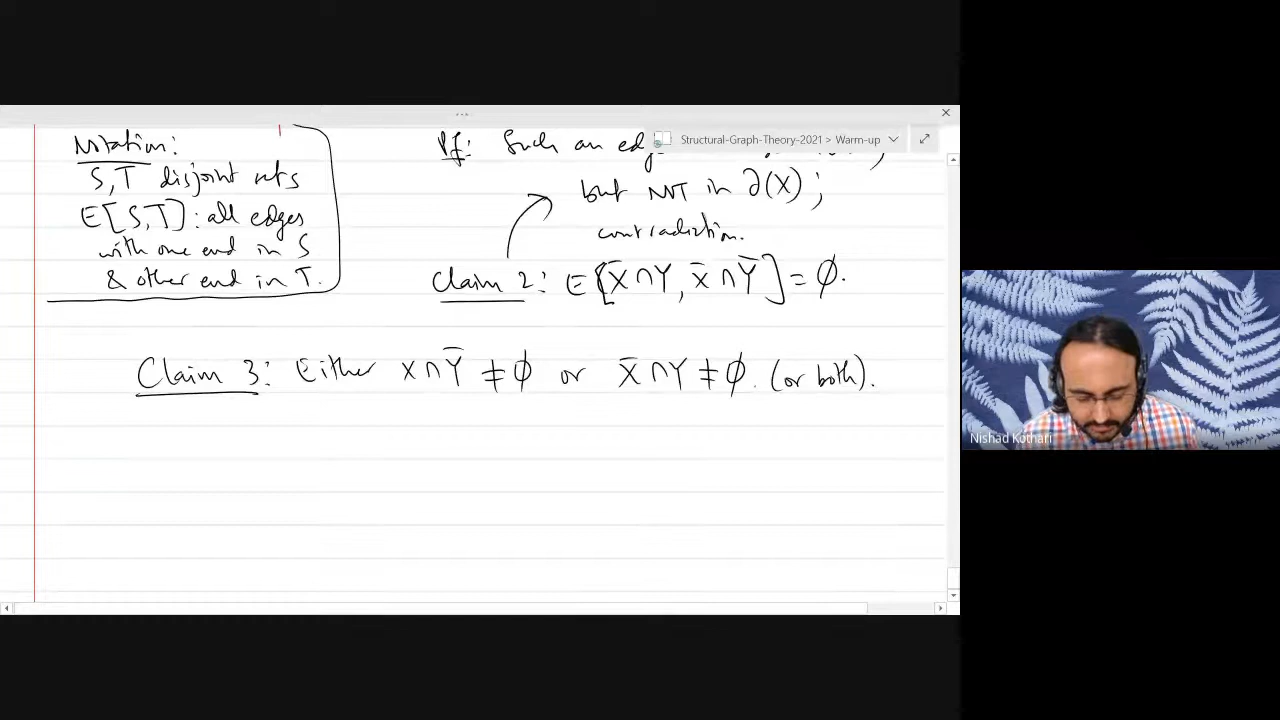 Structural-Graph-Theory-2021 > Warm-up
Notation:
S,T disjoint sets
E[S,T]: all edges
with one end in S
& other end in T.
Pf: Such an
but NOT in ∂(X);
contradiction.
Claim 2: E[X̄∩Y, X̄∩Ȳ] = ∅.
Claim 3: Either X∩Ȳ ≠ ∅ or X̄∩Y ≠ ∅. (or both).
Nishad Kothari